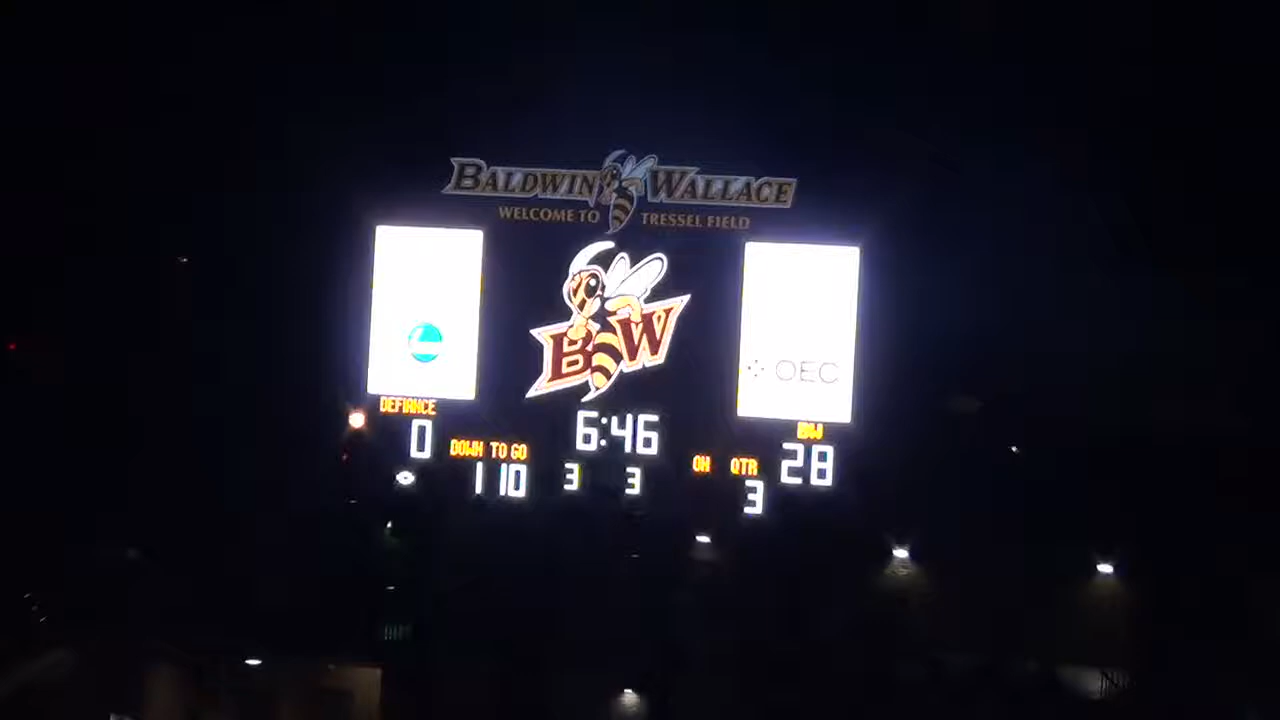 BALDWIN WALLACE
WELCOME TO TRESSEL FIELD
BW
OEC
DEFIANCE
BW
0
6:46
28
DOWN TO GO
ON QTR
1 10 3 3
3